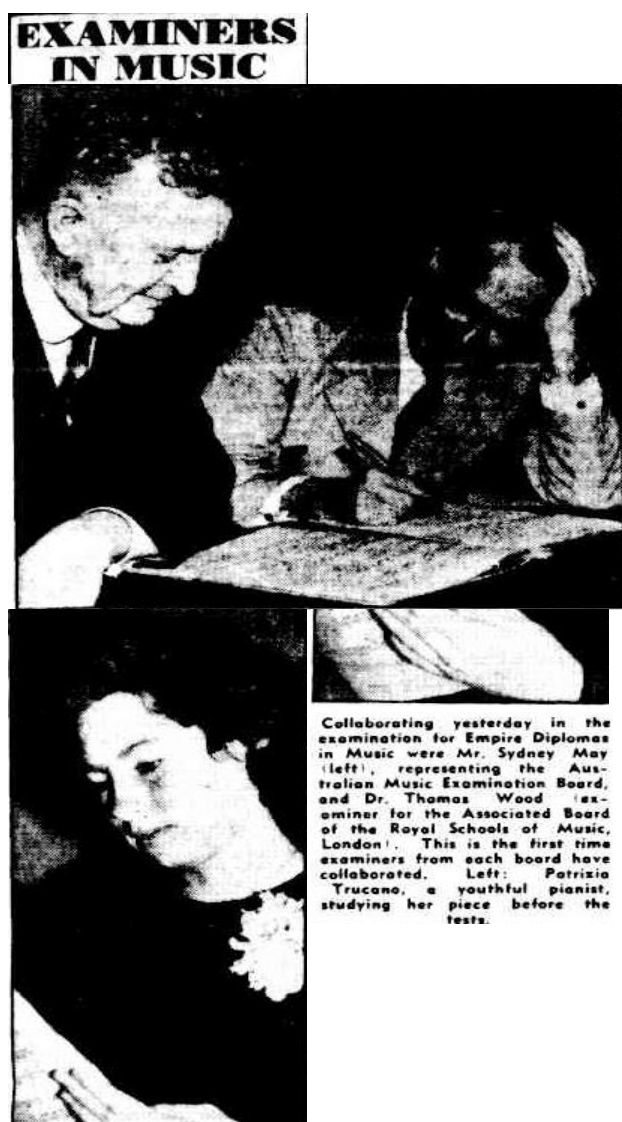 EXAMINERS
IN MUSIC
Collaborating yesterday in the
examination for Empire Diplomas
in Music were Mr. Sydney May
(left), representing the Aus-
tralian Music Examination Board,
and Dr. Thomas Wood (ex-
aminer for the Associated Board
of the Royal Schools of Music,
London). This is the first time
examiners from each board have
collaborated. Left: Patrizia
Trucano, a youthful pianist,
studying her piece before the
tests.